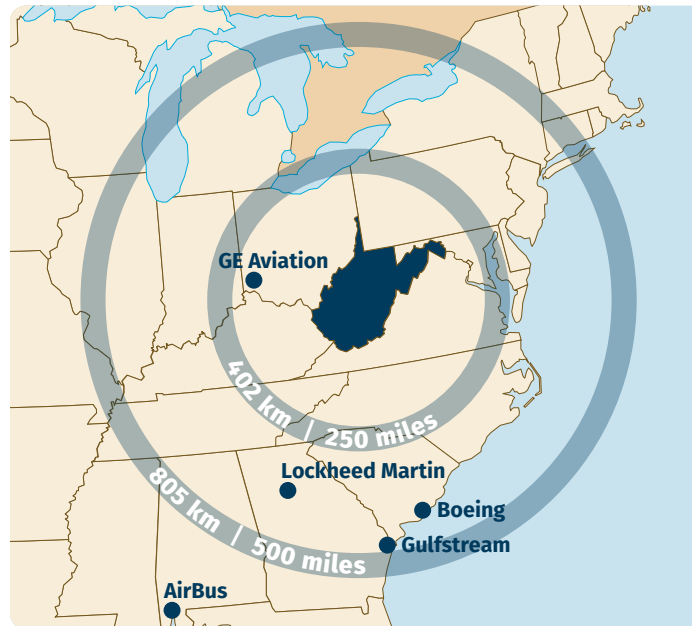 GE Aviation
402 km | 250 miles
Lockheed Martin
805 km | 500 miles
Boeing
Gulfstream
AirBus